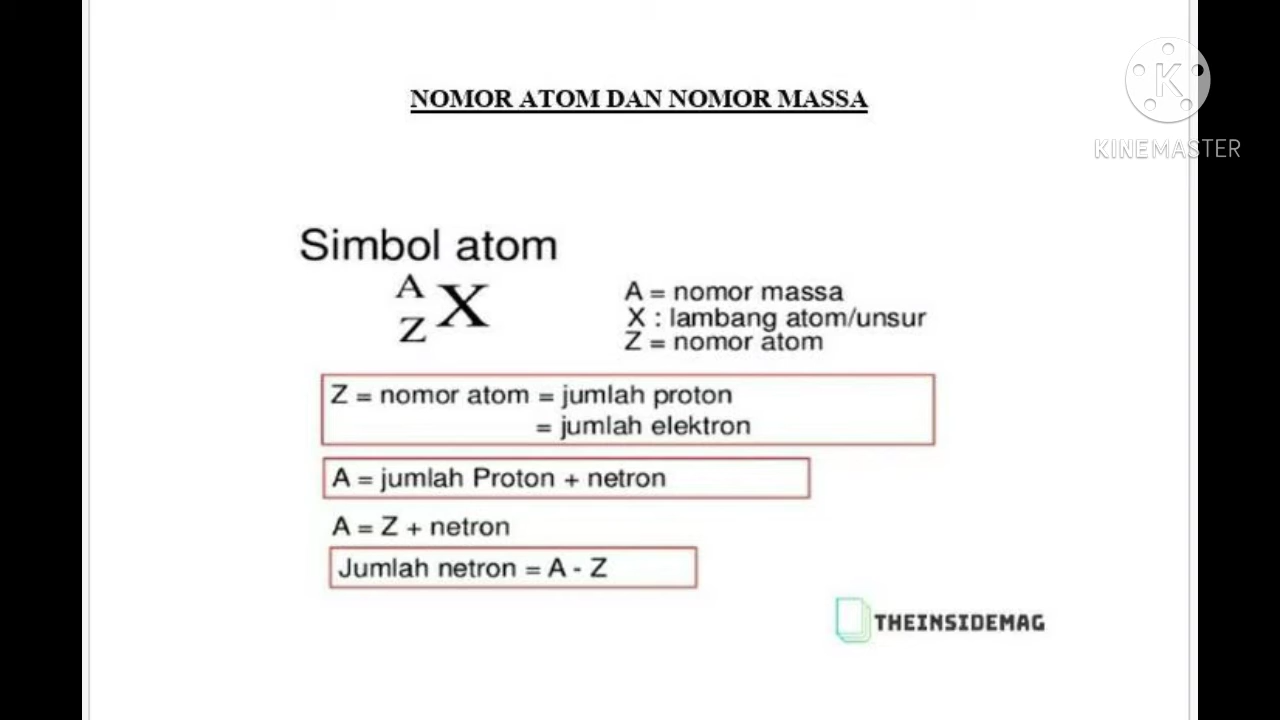 NOMOR ATOM DAN NOMOR MASSA
KINEMASTER
Simbol atom
A
Z X
A = nomor massa
X : lambang atom/unsur
Z = nomor atom
Z = nomor atom = jumlah proton
= jumlah elektron
A = jumlah Proton + netron
A = Z + netron
Jumlah netron = A - Z
THEINSIDEMAG